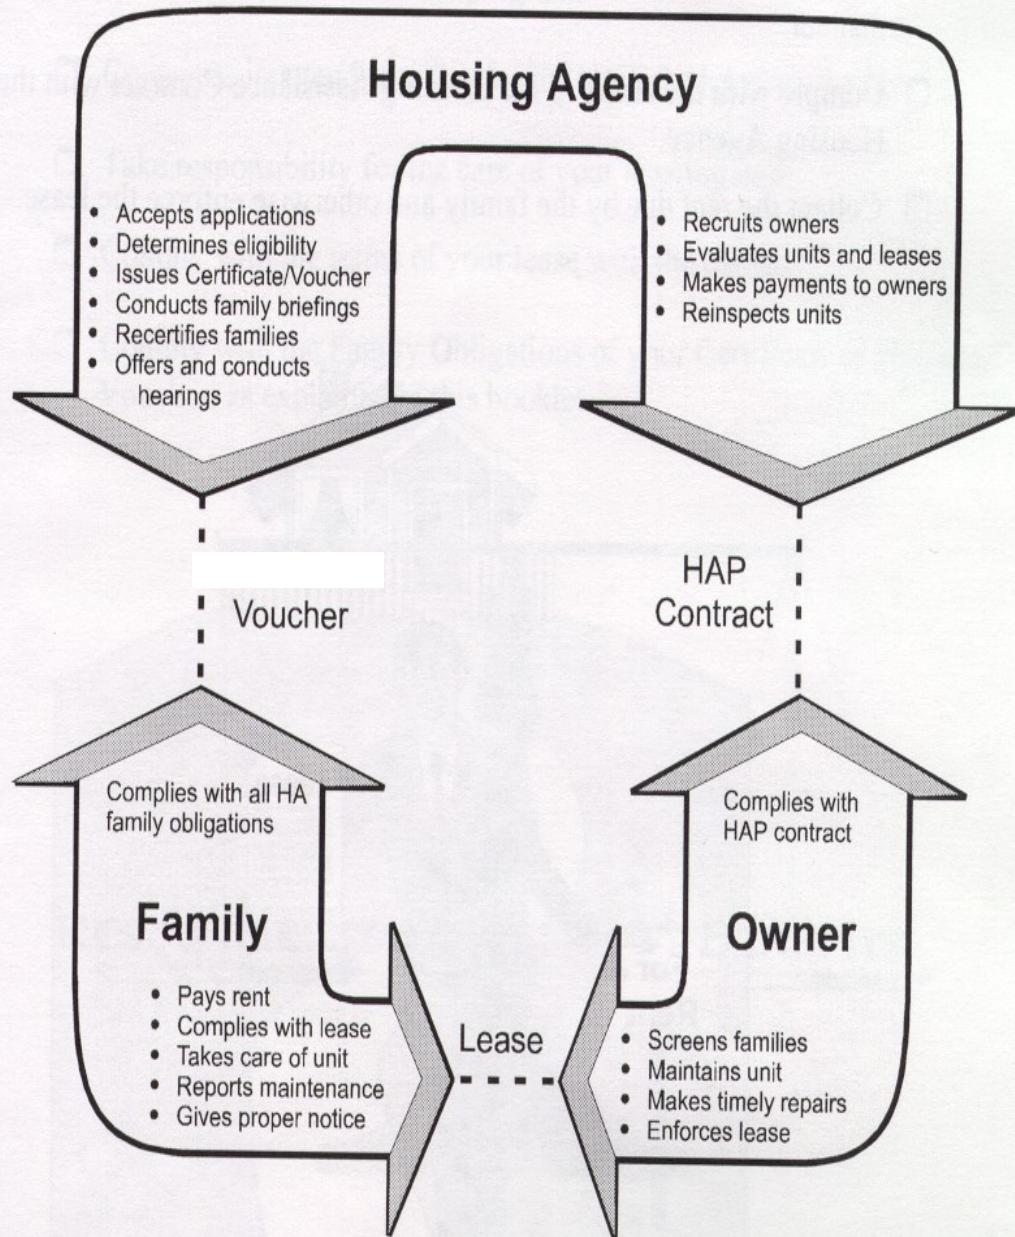 Housing Agency
• Accepts applications
• Determines eligibility
• Issues Certificate/Voucher
• Conducts family briefings
• Recertifies families
• Offers and conducts
hearings
• Recruits owners
• Evaluates units and leases
• Makes payments to owners
• Reinspects units
Voucher
HAP
Contract
Complies with all HA
family obligations
Family
• Pays rent
• Complies with lease
• Takes care of unit
• Reports maintenance
• Gives proper notice
Lease
Complies with
HAP contract
Owner
• Screens families
• Maintains unit
• Makes timely repairs
• Enforces lease